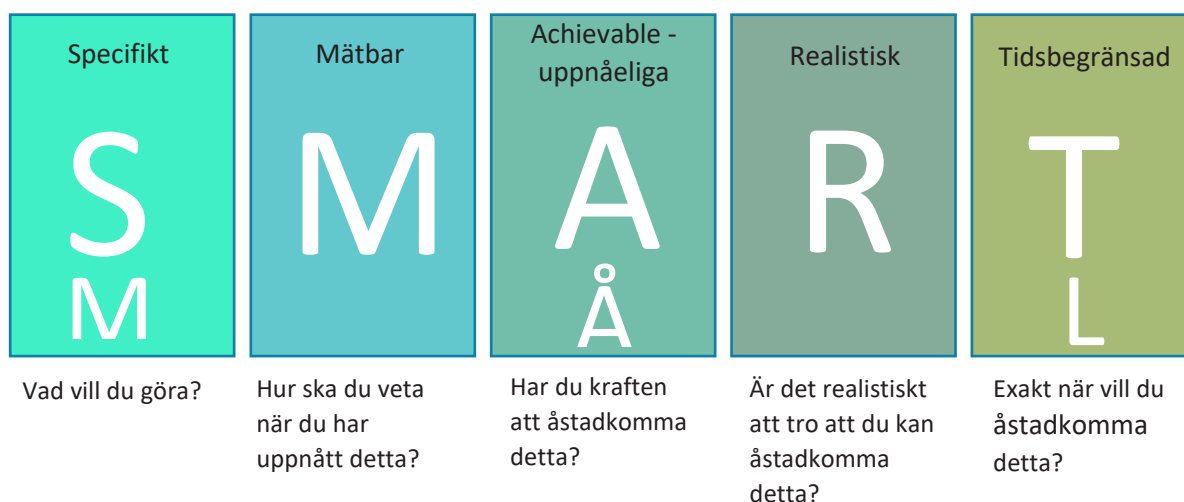 Specifikt
S
M
Vad vill du göra?
Mätbar
M
Hur ska du veta
när du har
uppnått detta?
Achievable -
uppnåeliga
A
Å
Har du kraften
att åstadkomma
detta?
Realistisk
R
Är det realistiskt
att tro att du kan
åstadkomma
detta?
Tidsbegränsad
T
L
Exakt när vill du
åstadkomma
detta?